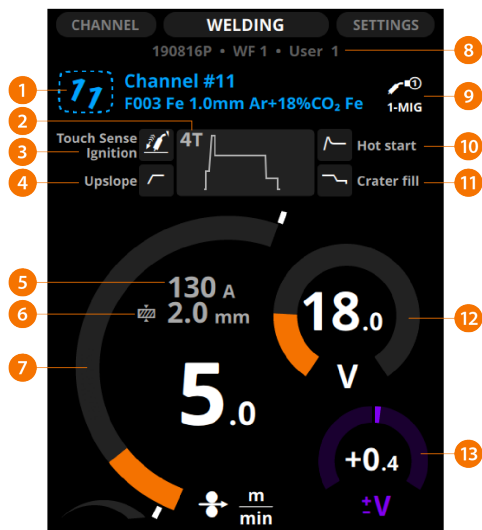 CHANNEL WELDING SETTINGS
190816P • WF 1 • User 1
8
1
11
Channel #11
F003 Fe 1.0mm Ar+18%CO₂ Fe
1
1-MIG
9
2
3
Touch Sense
Ignition
4T
Hot start
10
4
Upslope
Crater fill
11
5
130 A
6
2.0 mm
7
5.0
m
min
18.0
V
12
+0.4
±V
13